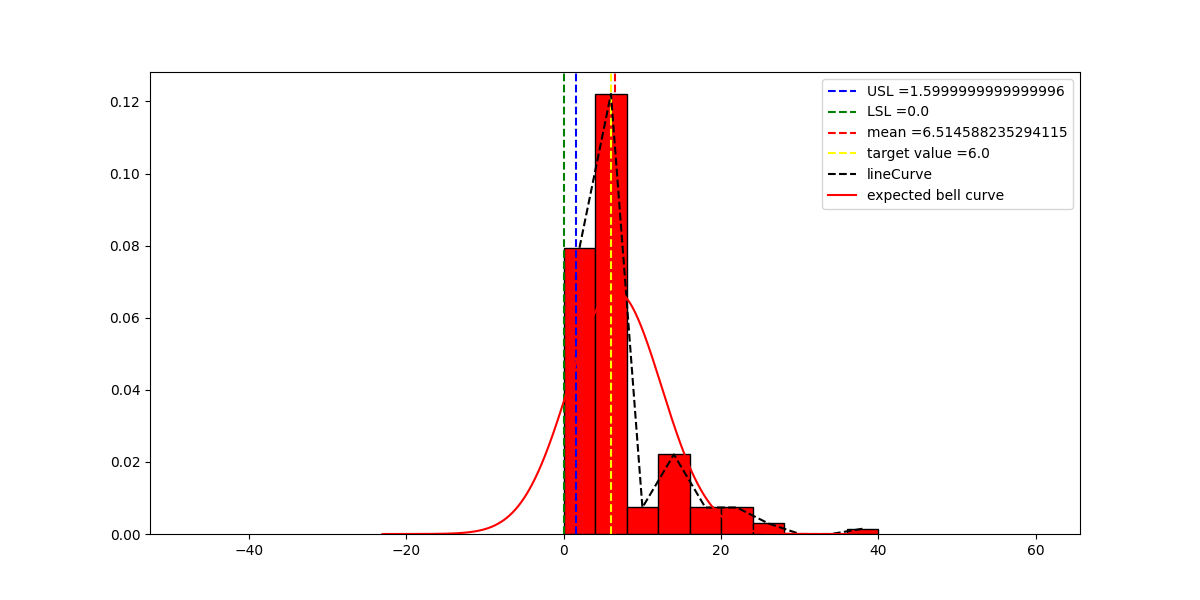 USL =1.5999999999999996
LSL =0.0
mean =6.514588235294115
target value =6.0
lineCurve
expected bell curve
0.12
0.10
0.08
0.06
0.04
0.02
0.00
−40 −20 0 20 40 60